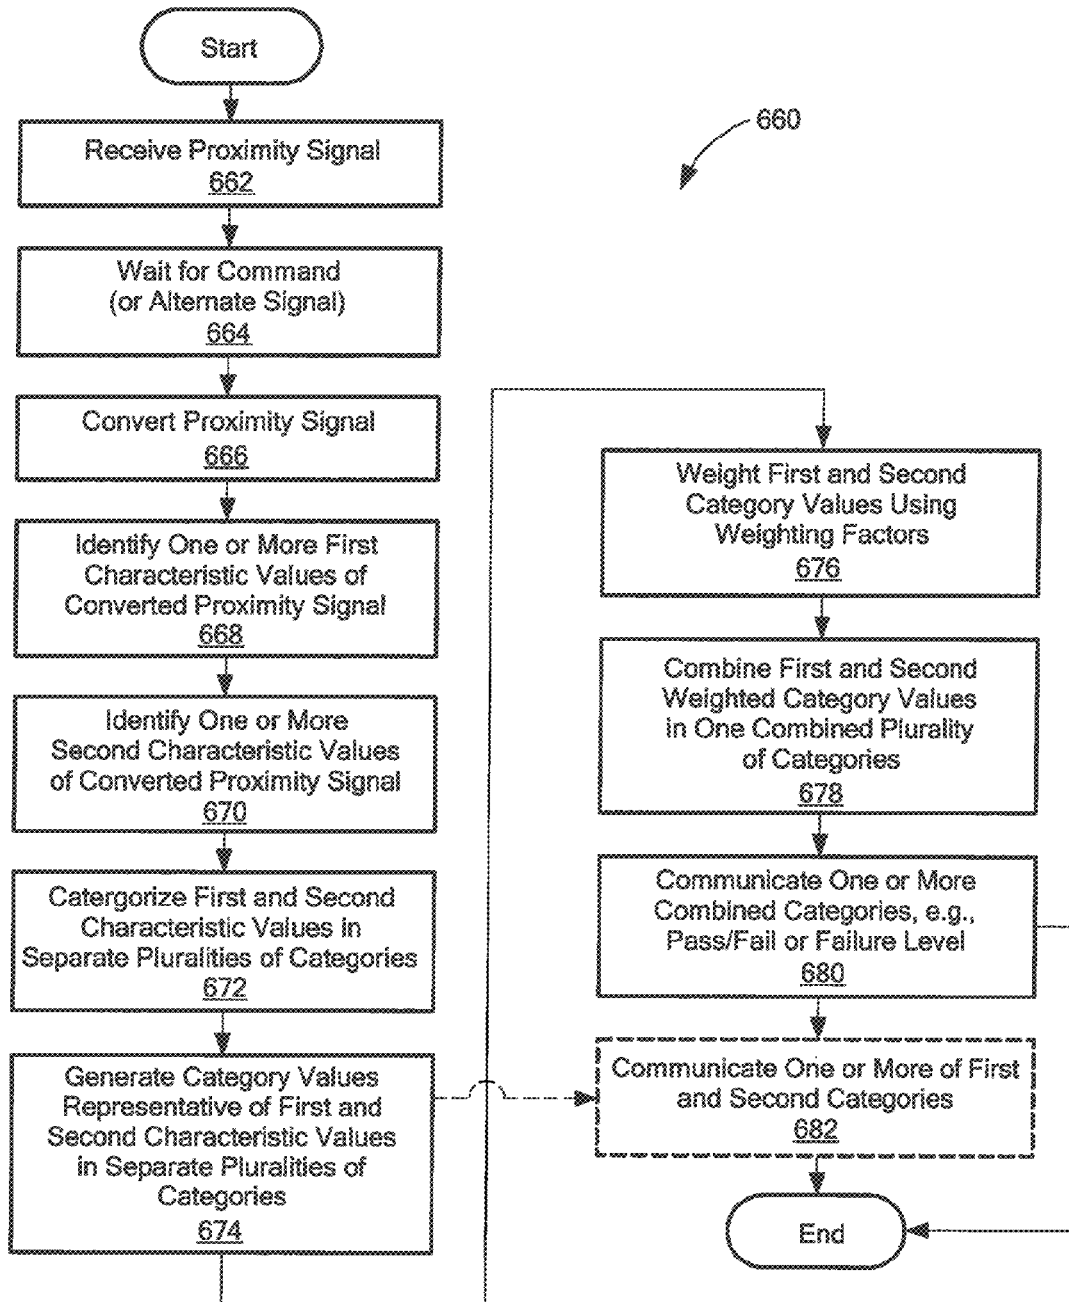 Start
Receive Proximity Signal
662
Wait for Command
(or Alternate Signal)
664
Convert Proximity Signal
666
Identify One or More First
Characteristic Values of
Converted Proximity Signal
668
Identify One or More
Second Characteristic Values
of Converted Proximity Signal
670
Catergorize First and Second
Characteristic Values in
Separate Pluralities of Categories
672
Generate Category Values
Representative of First and
Second Characteristic Values
in Separate Pluralities of
Categories
674
660
Weight First and Second
Category Values Using
Weighting Factors
676
Combine First and Second
Weighted Category Values
in One Combined Plurality
of Categories
678
Communicate One or More
Combined Categories, e.g.,
Pass/Fail or Failure Level
680
Communicate One or More of First
and Second Categories
682
End